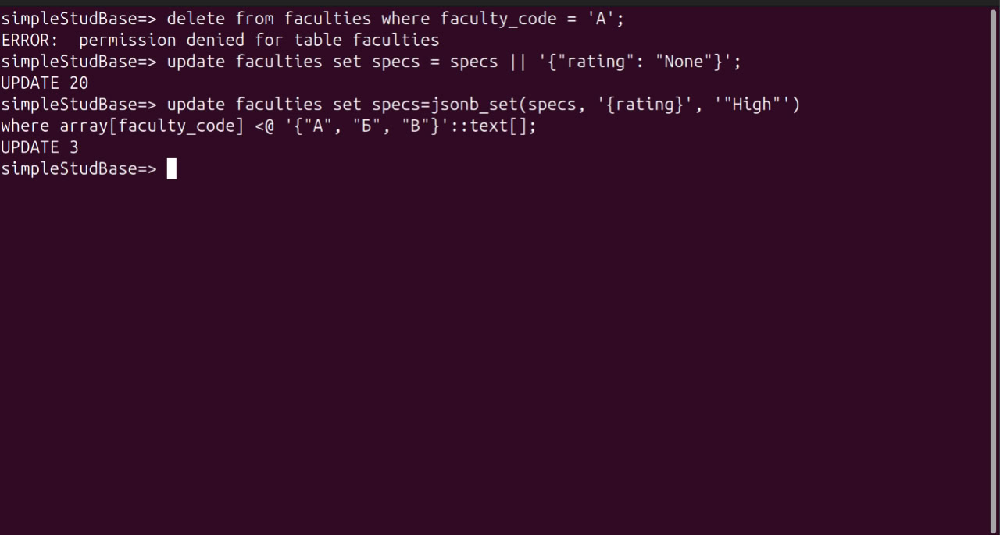 simpleStudBase=> delete from faculties where faculty_code = 'А';
ERROR:  permission denied for table faculties
simpleStudBase=> update faculties set specs = specs || '{"rating": "None"}';
UPDATE 20
simpleStudBase=> update faculties set specs=jsonb_set(specs, '{rating}', '"High"')
where array[faculty_code] <@ '{"А", "Б", "В"}'::text[];
UPDATE 3
simpleStudBase=>